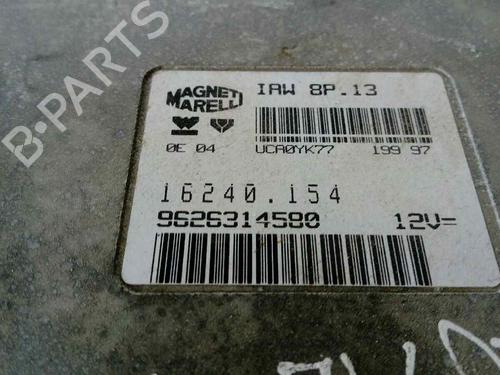 B-PARTS
MAGNETI MARELLI
IAW 8P.13
0E 04
UCA0YK77
199 97
16240.154
9626314580
12V=